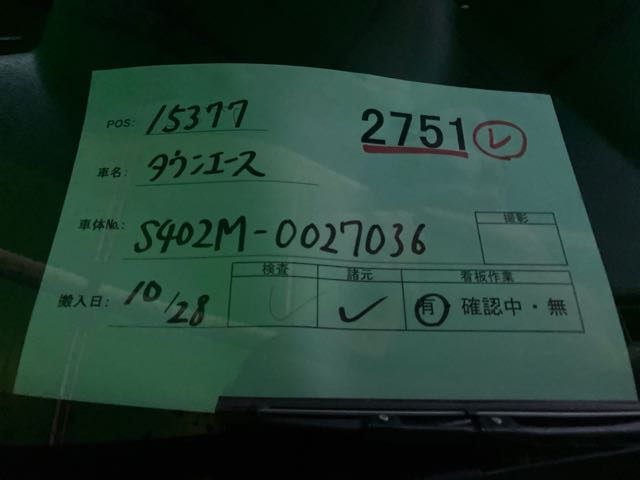 POS: 15377
2751 レ
車名: タウンエース
車体No.: S402M-0027036
撮影
搬入日: 10/28
検査 諸元 看板作業
✓ ✓ 有 確認中・無